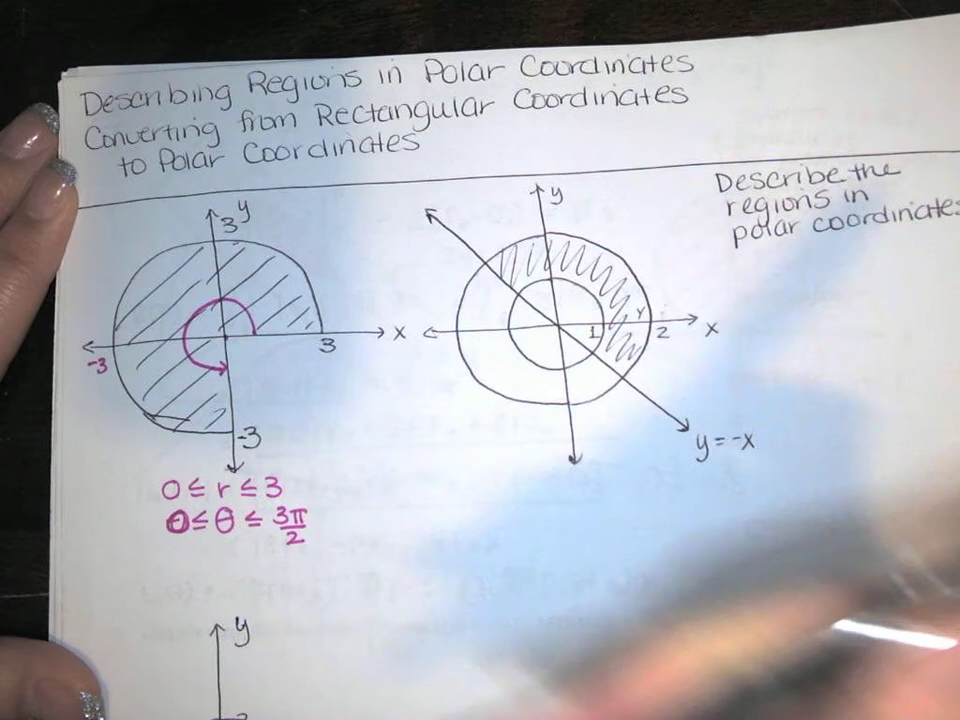 Describing Regions in Polar Coordinates
Converting from Rectangular Coordinates
to Polar Coordinates
Describe the
regions in
polar coordinates
y
3
x
-3
3
-3
0 ≤ r ≤ 3
0 ≤ θ ≤ 3π/2
y
x
1
2
y = -x
y